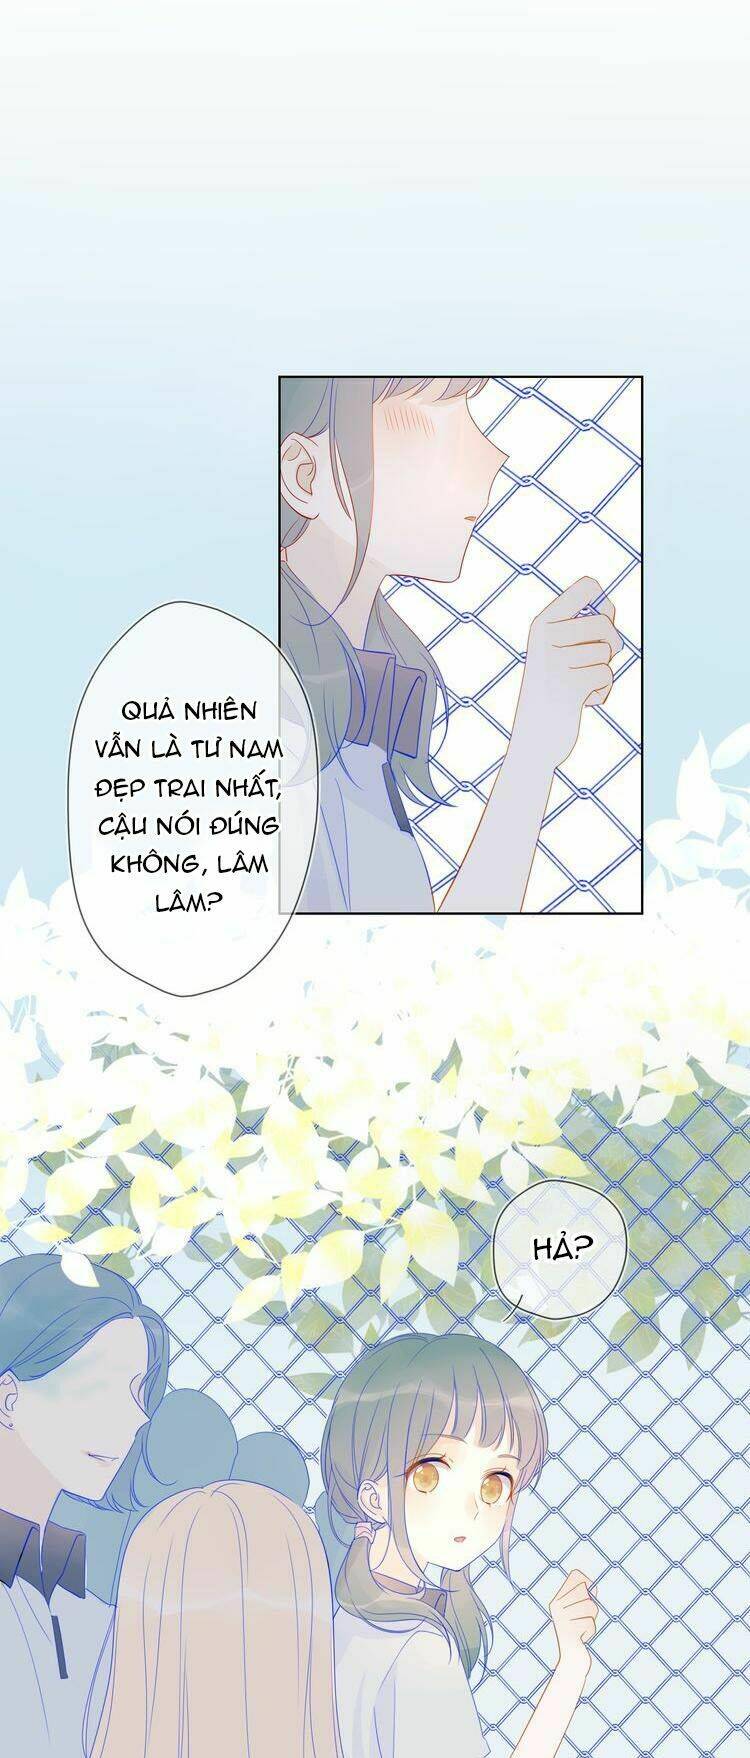 QUẢ NHIÊN
VẪN LÀ TƯ NAM
ĐẸP TRAI NHẤT,
CẬU NÓI ĐÚNG
KHÔNG, LÂM
LÂM?
HẢ?